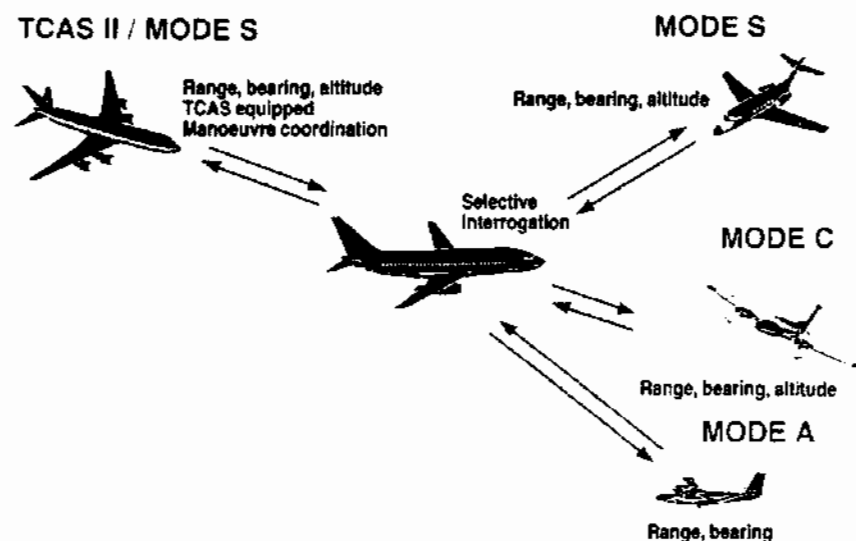 TCAS II / MODE S
Range, bearing, altitude
TCAS equipped
Manoeuvre coordination
MODE S
Range, bearing, altitude
Selective
Interrogation
MODE C
Range, bearing, altitude
MODE A
Range, bearing